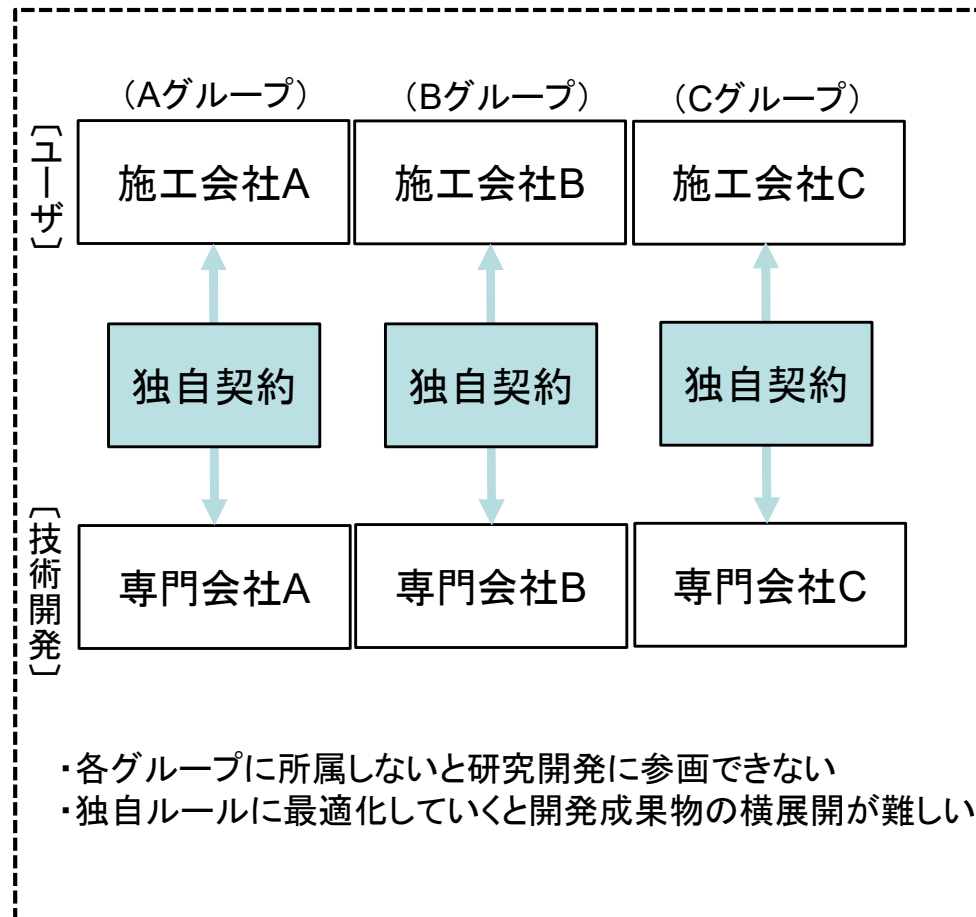 (Aグループ)
(Bグループ)
(Cグループ)
〔ユーザ〕
施工会社A
施工会社B
施工会社C
独自契約
独自契約
独自契約
〔技術開発〕
専門会社A
専門会社B
専門会社C
・各グループに所属しないと研究開発に参画できない
・独自ルールに最適化していくと開発成果物の横展開が難しい